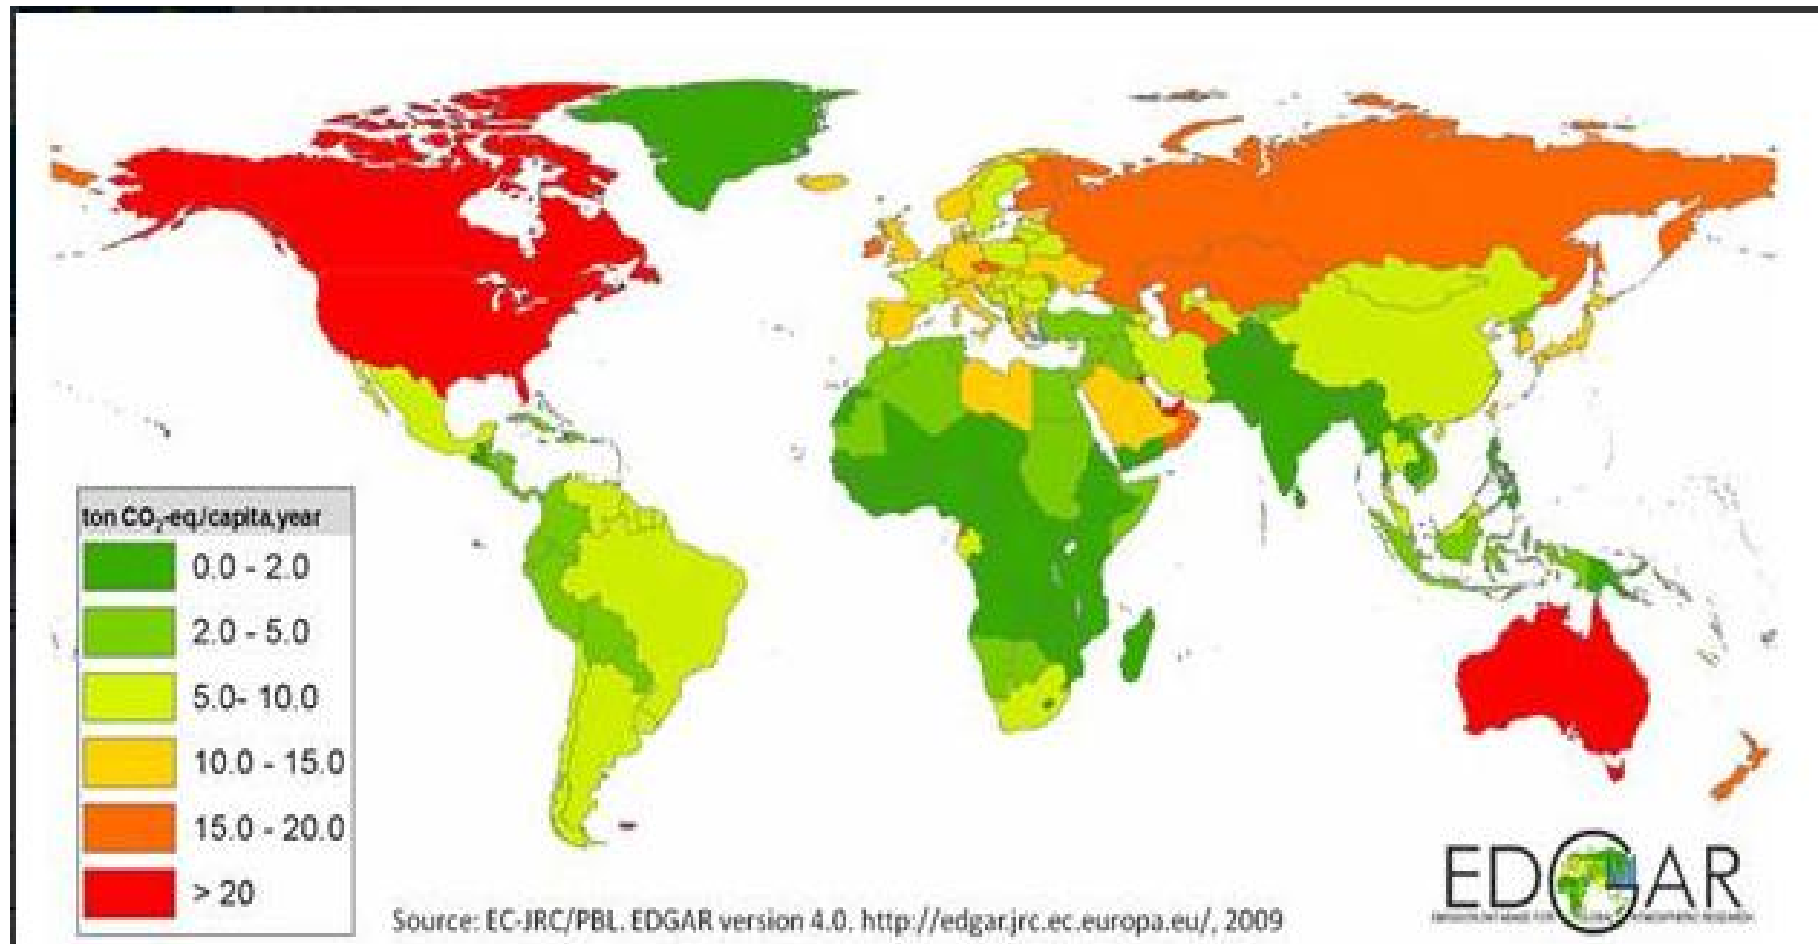 ton CO₂-eq./capita,year
0.0 - 2.0
2.0 - 5.0
5.0- 10.0
10.0 - 15.0
15.0 - 20.0
> 20
Source: EC-JRC/PBL. EDGAR version 4.0. http://edgar.jrc.ec.europa.eu/, 2009
EDGAR